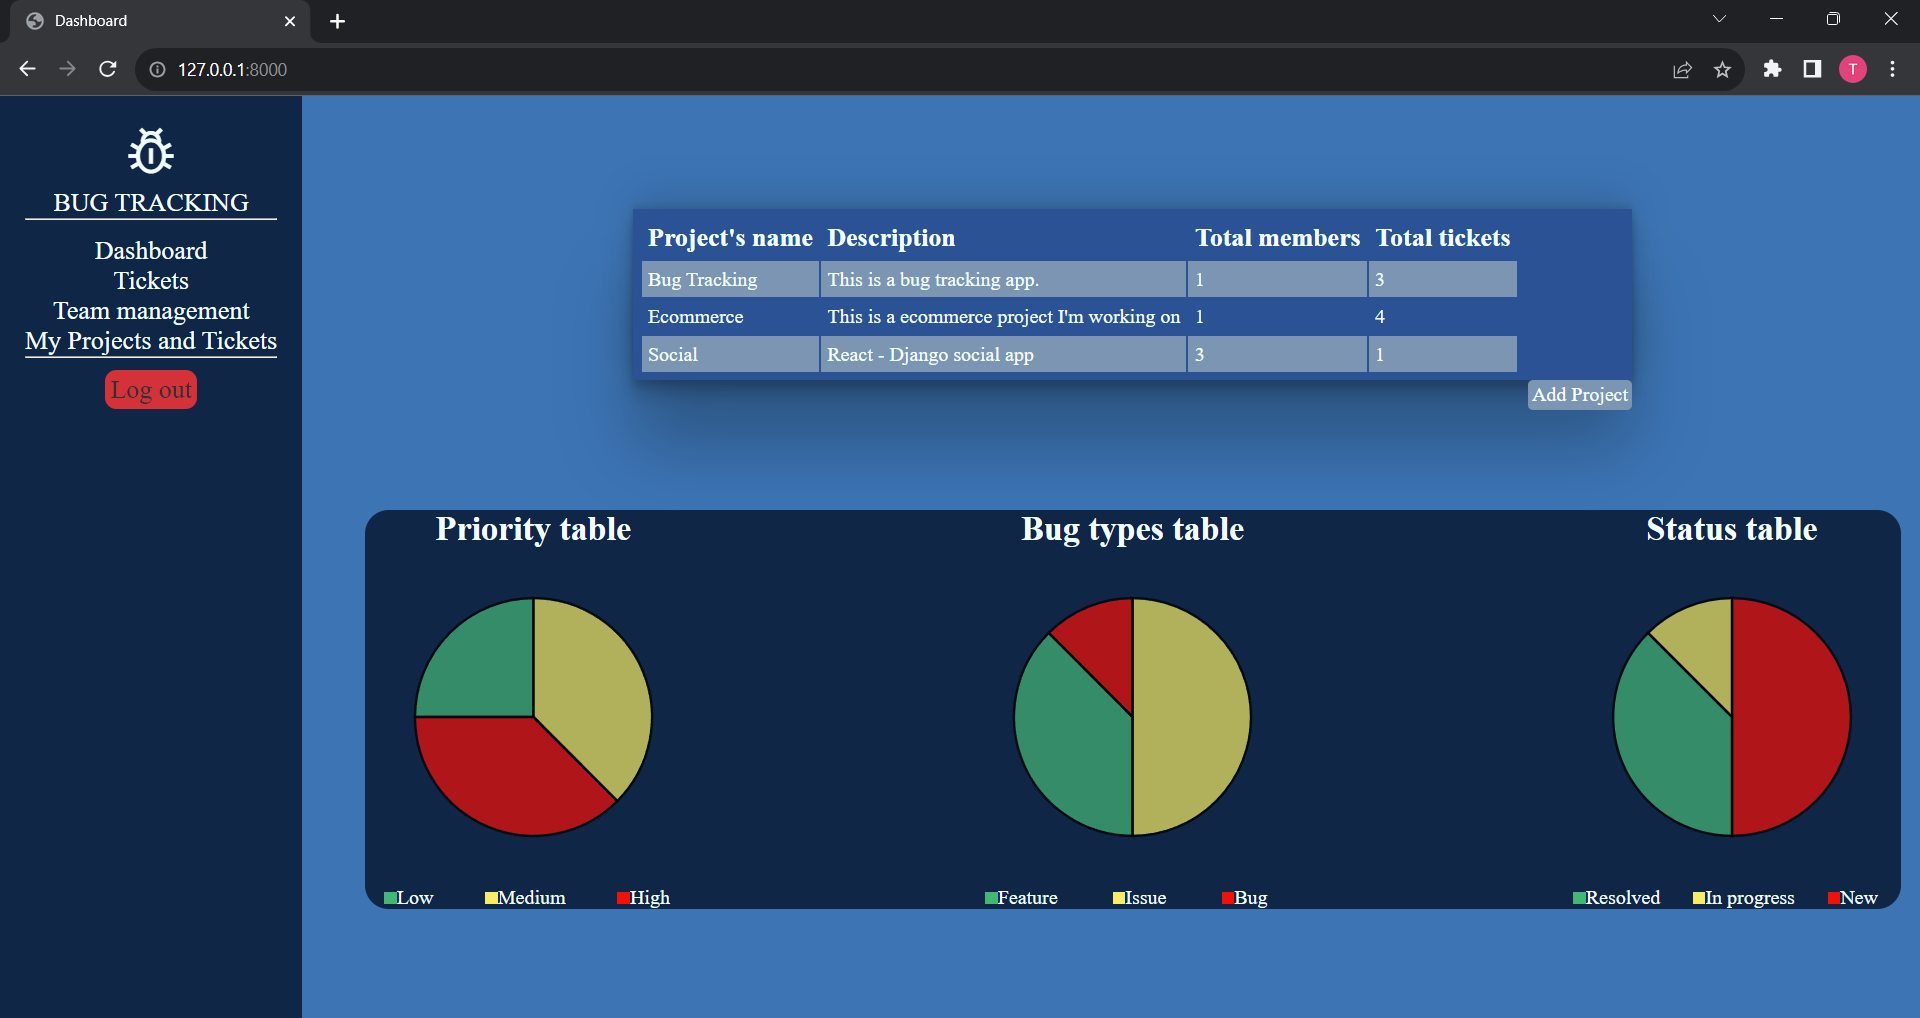 Dashboard
127.0.0.1:8000
T
BUG TRACKING
Dashboard
Tickets
Team management
My Projects and Tickets
Log out
Project's name Description Total members Total tickets
Bug Tracking This is a bug tracking app. 1 3
Ecommerce This is a ecommerce project I'm working on 1 4
Social React - Django social app 3 1
Add Project
Priority table Bug types table Status table
Low Medium High Feature Issue Bug Resolved In progress New